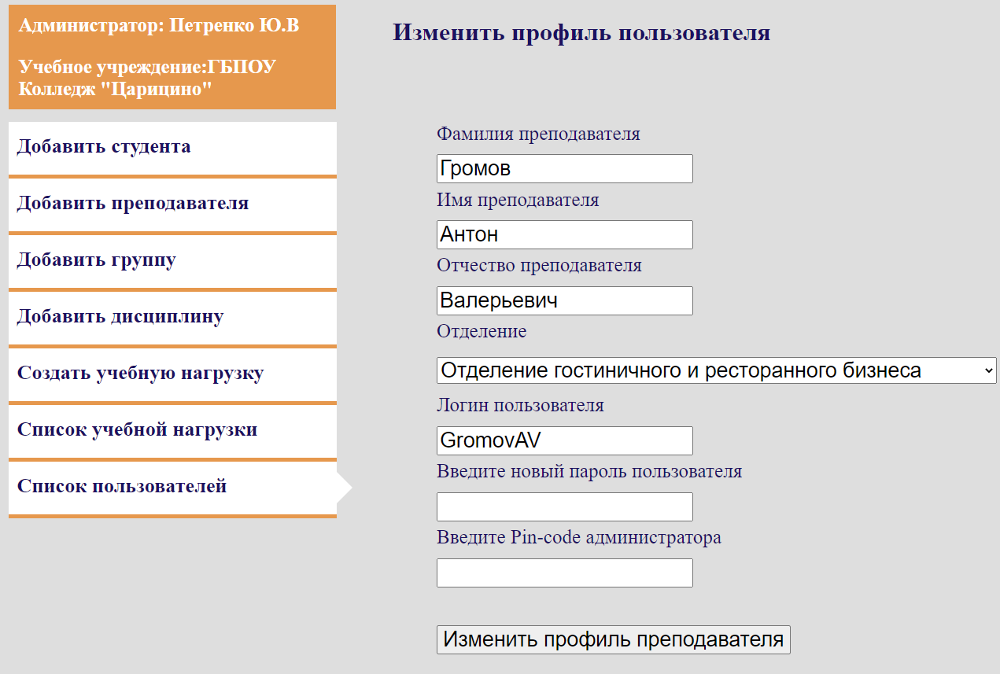 Администратор: Петренко Ю.В
Учебное учреждение:ГБПОУ
Колледж "Царицино"
Добавить студента
Добавить преподавателя
Добавить группу
Добавить дисциплину
Создать учебную нагрузку
Список учебной нагрузки
Список пользователей
Изменить профиль пользователя
Фамилия преподавателя
Громов
Имя преподавателя
Антон
Отчество преподавателя
Валерьевич
Отделение
Отделение гостиничного и ресторанного бизнеса
Логин пользователя
GromovAV
Введите новый пароль пользователя
Введите Pin-code администратора
Изменить профиль преподавателя